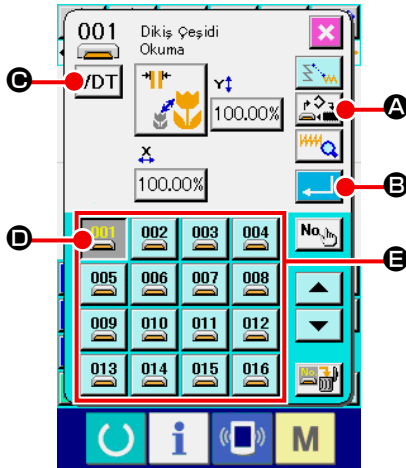 001 Dikiş Çeşidi
Okuma
C /DT
Y
100.00%
A
X
100.00%
B
D 001 002 003 004 No.
E
005 006 007 008
009 010 011 012
013 014 015 016 No.
i M